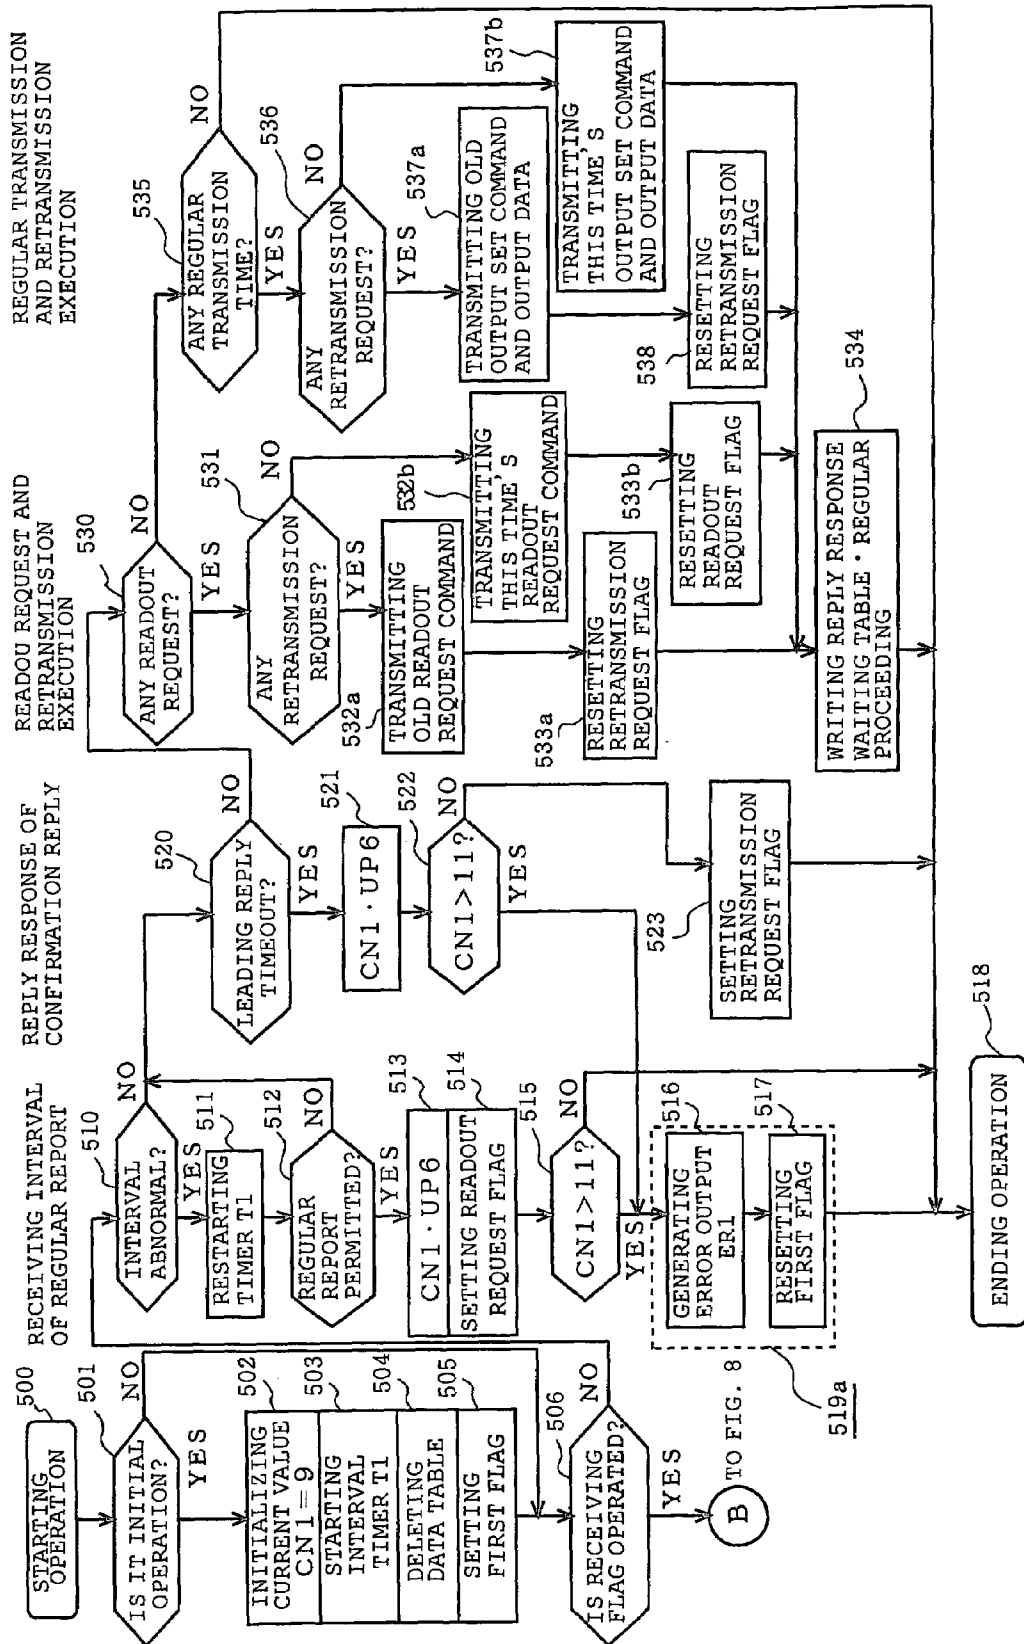 RECEIVING INTERVAL
OF REGULAR REPORT
REPLY RESPONSE OF
CONFIRMATION REPLY
READOU REQUEST AND
RETRANSMISSION
EXECUTION
REGULAR TRANSMISSION
AND RETRANSMISSION
EXECUTION
500
STARTING
OPERATION
501
IS IT INITIAL
OPERATION?
NO
YES
502
INITIALIZING
CURRENT VALUE
CN1=9
503
STARTING
INTERVAL
TIMER T1
504
DELETING
DATA TABLE
505
SETTING
FIRST FLAG
506
IS RECEIVING
FLAG OPERATED?
NO
YES
B
TO FIG. 8
510
INTERVAL
ABNORMAL?
NO
YES
511
RESTARTING
TIMER T1
512
REGULAR
REPORT
PERMITTED?
NO
YES
513
CN1・UP6
514
SETTING READOUT
REQUEST FLAG
515
CN1>11?
NO
YES
516
GENERATING
ERROR OUTPUT
ER1
517
RESETTING
FIRST FLAG
519a
518
ENDING OPERATION
520
LEADING REPLY
TIMEOUT?
NO
YES
521
CN1・UP6
522
CN1>11?
NO
YES
523
SETTING
RETRANSMISSION
REQUEST FLAG
530
ANY READOUT
REQUEST?
NO
YES
531
ANY
RETRANSMISSION
REQUEST?
NO
YES
532a
TRANSMITTING
OLD READOUT
REQUEST COMMAND
532b
TRANSMITTING
THIS TIME'S
READOUT
REQUEST COMMAND
533a
RESETTING
RETRANSMISSION
REQUEST FLAG
533b
RESETTING
READOUT
REQUEST FLAG
534
WRITING REPLY RESPONSE
WAITING TABLE・REGULAR
PROCEEDING
535
ANY REGULAR
TRANSMISSION
TIME?
NO
YES
536
ANY
RETRANSMISSION
REQUEST?
NO
YES
537a
TRANSMITTING OLD
OUTPUT SET COMMAND
AND OUTPUT DATA
537b
TRANSMITTING
THIS TIME'S
OUTPUT SET COMMAND
AND OUTPUT DATA
538
RESETTING
RETRANSMISSION
REQUEST FLAG